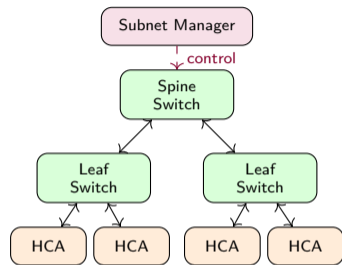 Subnet Manager
control
Spine
Switch
Leaf
Switch
Leaf
Switch
HCA
HCA
HCA
HCA